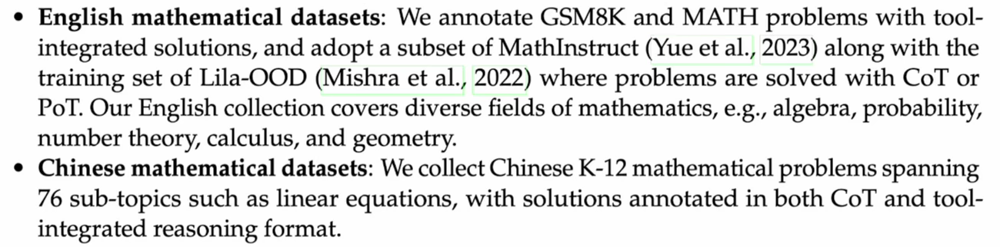 • English mathematical datasets: We annotate GSM8K and MATH problems with tool-
integrated solutions, and adopt a subset of MathInstruct (Yue et al., 2023) along with the
training set of Lila-OOD (Mishra et al., 2022) where problems are solved with CoT or
PoT. Our English collection covers diverse fields of mathematics, e.g., algebra, probability,
number theory, calculus, and geometry.
• Chinese mathematical datasets: We collect Chinese K-12 mathematical problems spanning
76 sub-topics such as linear equations, with solutions annotated in both CoT and tool-
integrated reasoning format.